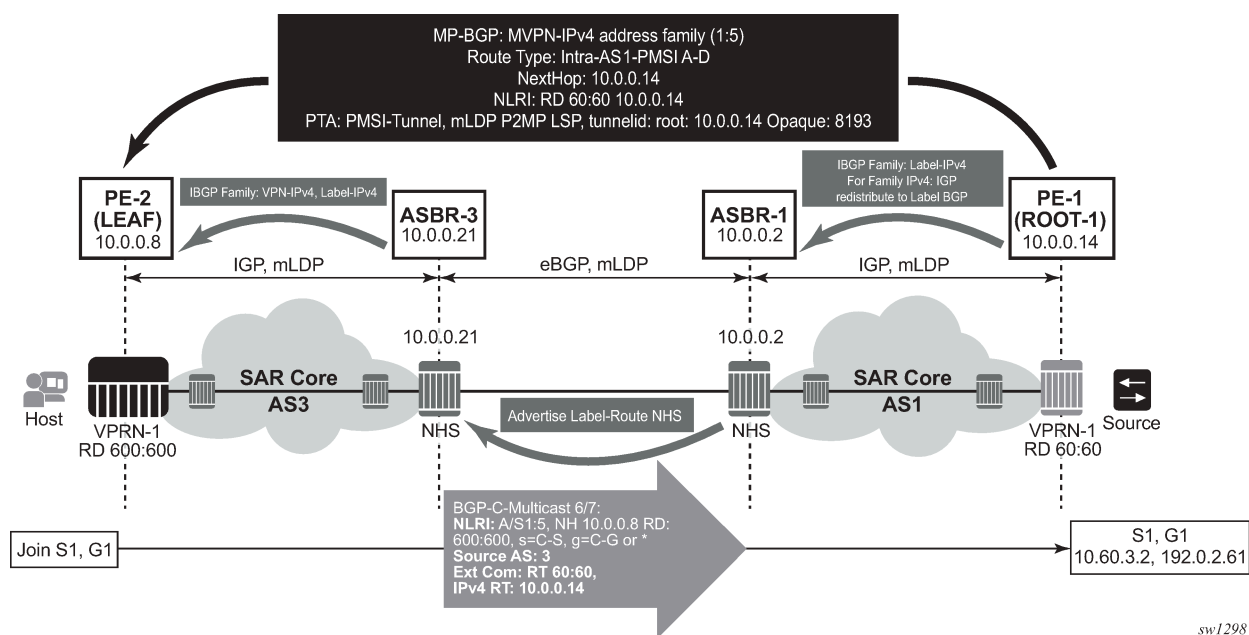 MP-BGP: MVPN-IPv4 address family (1:5)
Route Type: Intra-AS1-PMSI A-D
NextHop: 10.0.0.14
NLRI: RD 60:60 10.0.0.14
PTA: PMSI-Tunnel, mLDP P2MP LSP, tunnelid: root: 10.0.0.14 Opaque: 8193
PE-2
(LEAF)
10.0.0.8
IBGP Family: VPN-IPv4, Label-IPv4
ASBR-3
10.0.0.21
ASBR-1
10.0.0.2
IBGP Family: Label-IPv4
For Family IPv4: IGP
redistribute to Label BGP
PE-1
(ROOT-1)
10.0.0.14
IGP, mLDP
eBGP, mLDP
IGP, mLDP
10.0.0.21
10.0.0.2
Host
SAR Core
AS3
SAR Core
AS1
Source
VPRN-1
RD 600:600
NHS
Advertise Label-Route NHS
NHS
VPRN-1
RD 60:60
Join S1, G1
BGP-C-Multicast 6/7:
NLRI: A/S1:5, NH 10.0.0.8 RD:
600:600, s=C-S, g=C-G or *
Source AS: 3
Ext Com: RT 60:60,
IPv4 RT: 10.0.0.14
S1, G1
10.60.3.2, 192.0.2.61
sw1298